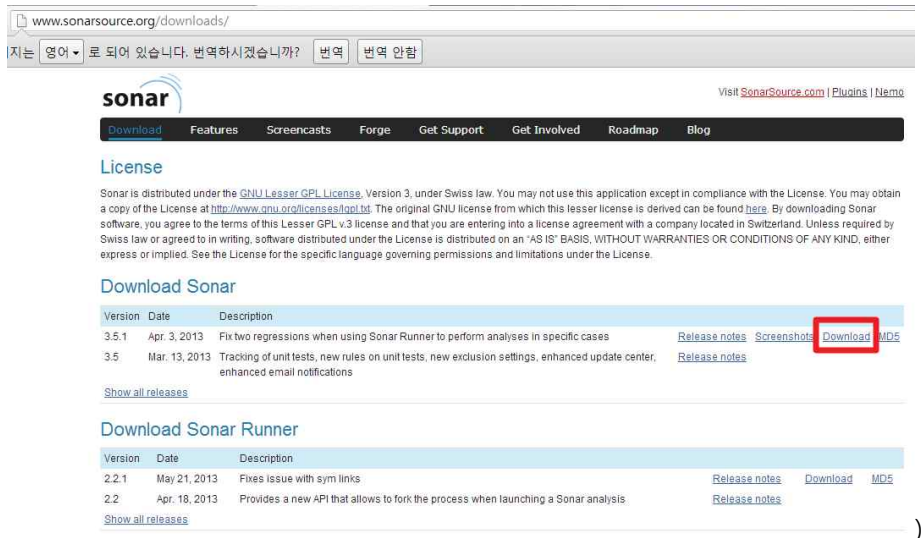 www.sonarsource.org/downloads/
지는 영어 로 되어 있습니다. 번역하시겠습니까? 번역 번역 안함
sonar
Visit SonarSource.com | Plugins | Nemo
Download Features Screencasts Forge Get Support Get Involved Roadmap Blog
License
Sonar is distributed under the GNU Lesser GPL License, Version 3, under Swiss law. You may not use this application except in compliance with the License. You may obtain
a copy of the License at http://www.gnu.org/licenses/lgpl.txt. The original GNU license from which this lesser license is derived can be found here. By downloading Sonar
software, you agree to the terms of this Lesser GPL v.3 license and that you are entering into a license agreement with a company located in Switzerland. Unless required by
Swiss law or agreed to in writing, software distributed under the License is distributed on an "AS IS" BASIS, WITHOUT WARRANTIES OR CONDITIONS OF ANY KIND, either
express or implied. See the License for the specific language governing permissions and limitations under the License.
Download Sonar
Version Date Description
3.5.1 Apr. 3, 2013 Fix two regressions when using Sonar Runner to perform analyses in specific cases Release notes Screenshots Download MD5
3.5 Mar. 13, 2013 Tracking of unit tests, new rules on unit tests, new exclusion settings, enhanced update center, Release notes
enhanced email notifications
Show all releases
Download Sonar Runner
Version Date Description
2.2.1 May 21, 2013 Fixes issue with sym links Release notes Download MD5
2.2 Apr. 18, 2013 Provides a new API that allows to fork the process when launching a Sonar analysis Release notes
Show all releases
)